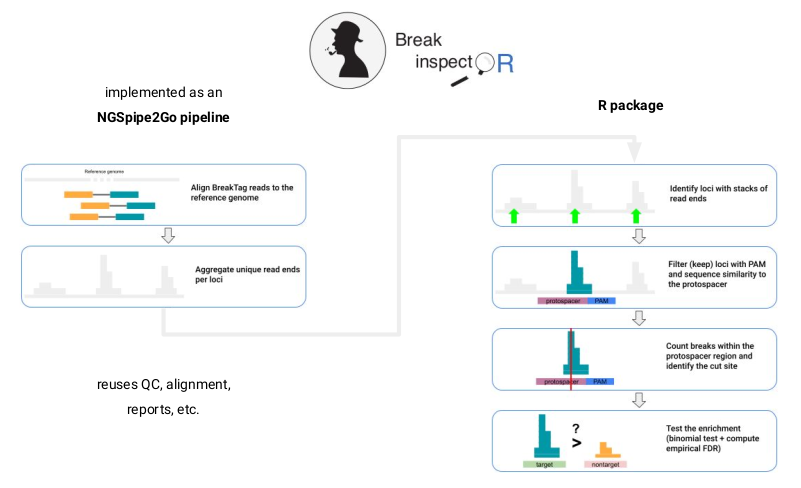 Break
inspect R
implemented as an
NGSpipe2Go pipeline
Reference genome
Align BreakTag reads to the
reference genome
Aggregate unique read ends
per loci
reuses QC, alignment,
reports, etc.
R package
Identify loci with stacks of
read ends
Filter (keep) loci with PAM
and sequence similarity to
the protospacer
protospacer PAM
Count breaks within the
protospacer region and
identify the cut site
protospacer PAM
Test the enrichment
(binomial test + compute
empirical FDR)
?
>
target nontarget